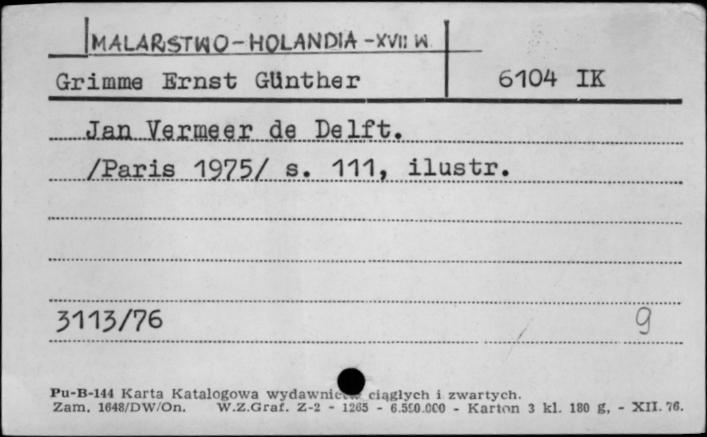 MALARSTWO - HOLANDIA - XVII W.
Grimme Ernst Günther 6104 IK
Jan Vermeer de Delft.
/Paris 1975/ s. 111, ilustr.
3113/76 9
Pu-B-144 Karta Katalogowa wydawnictw ciągłych i zwartych.
Zam. 1648/DW/On. W.Z.Graf. Z-2 - 1265 - 6.550.000 - Karton 3 kl. 180 g, - XII. 76.